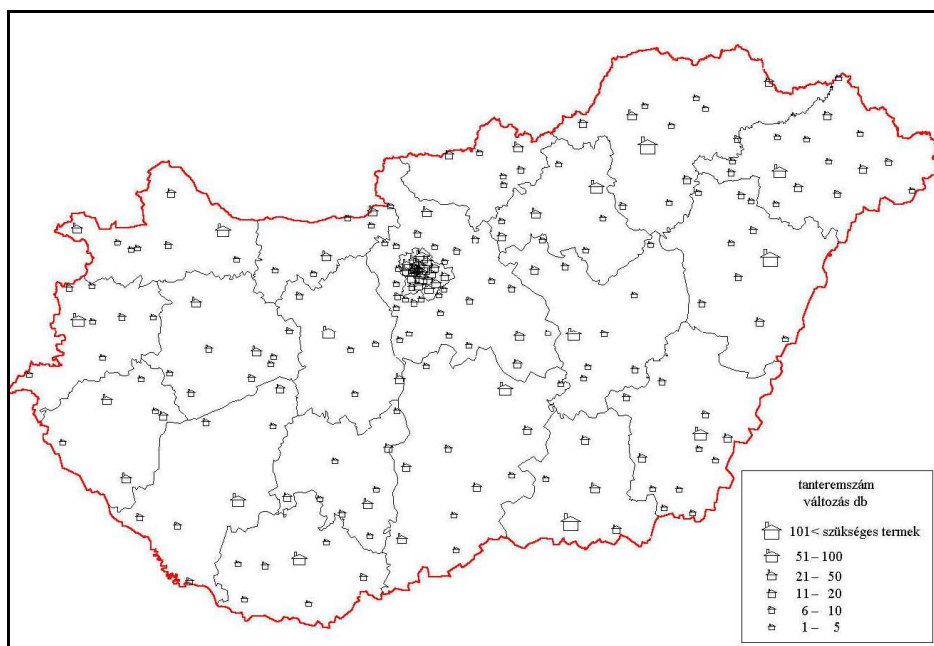 tanteremszám
változás db
101< szükséges termek
51 – 100
21 – 50
11 – 20
6 – 10
1 – 5